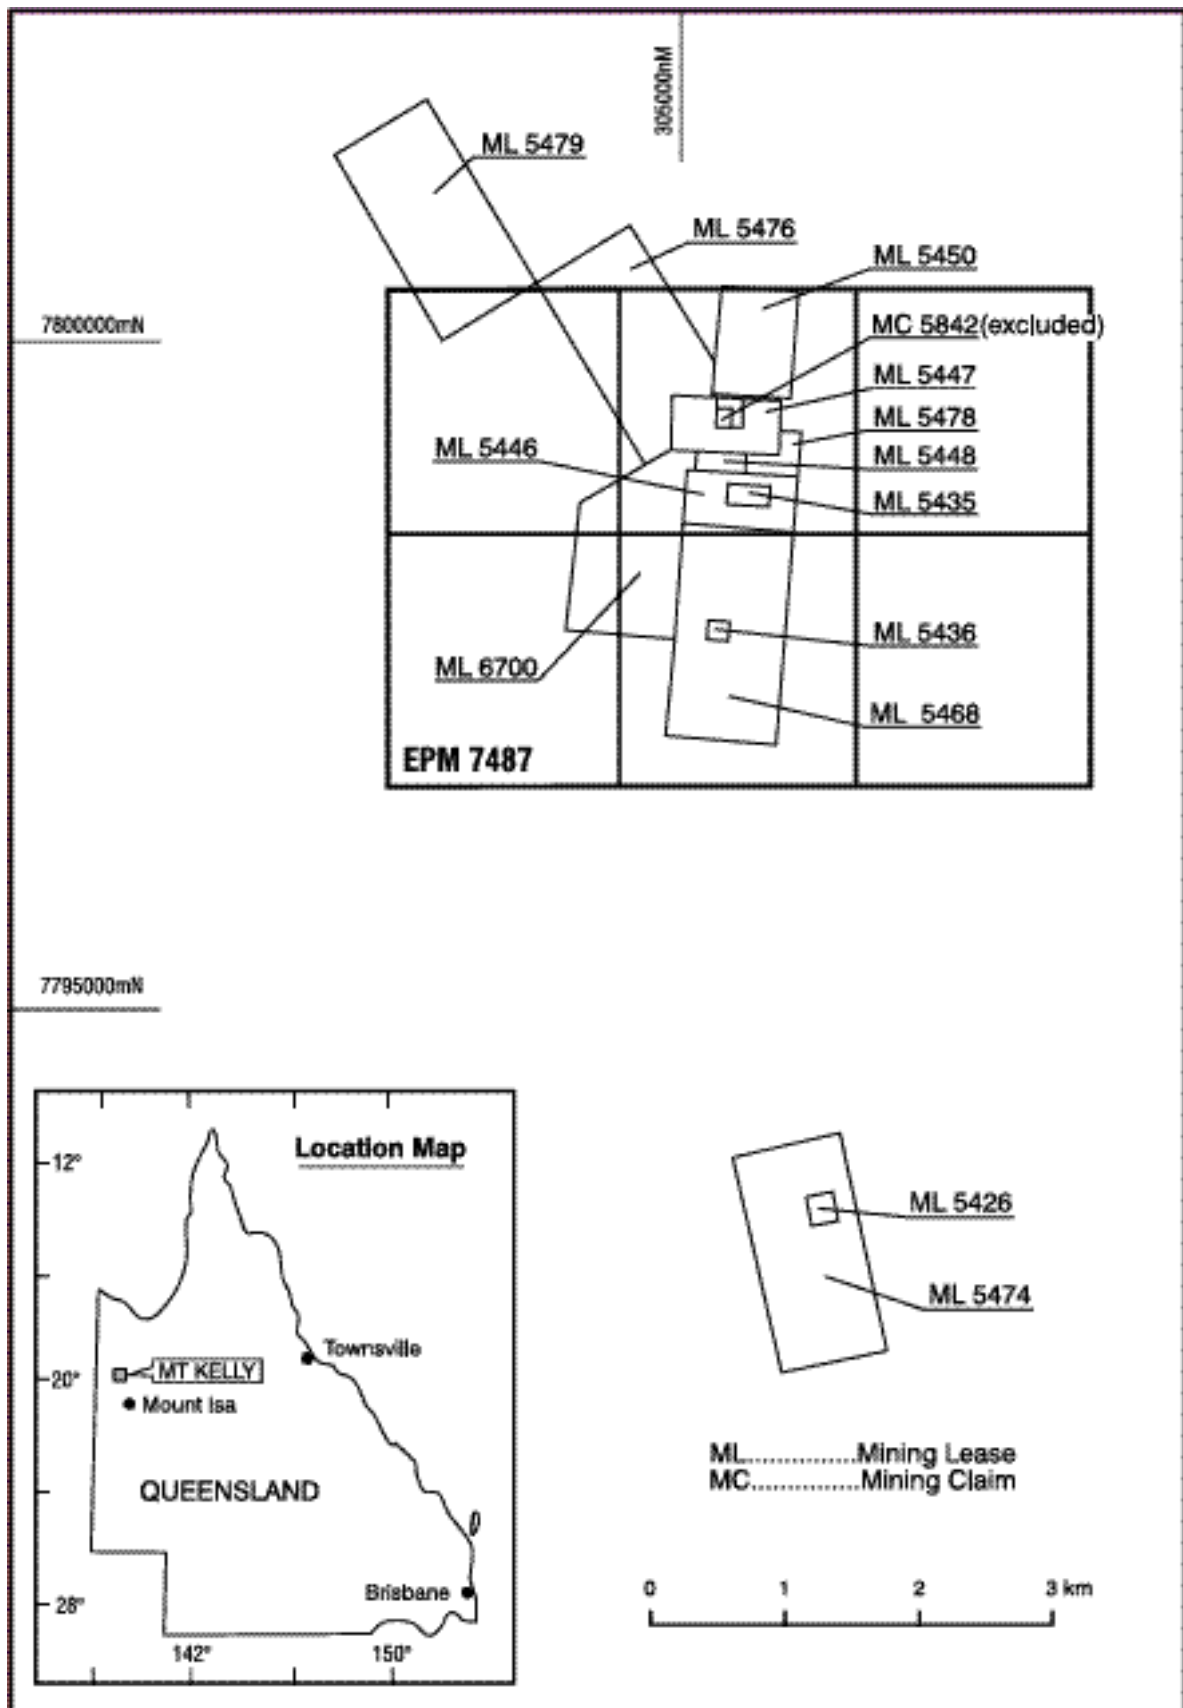 305000nM
ML 5479
ML 5476
ML 5450
7800000mN
MC 5842(excluded)
ML 5447
ML 5478
ML 5446
ML 5448
ML 5435
ML 5436
ML 6700
ML 5468
EPM 7487
7795000mN
Location Map
12°
ML 5426
ML 5474
Townsville
MT KELLY
20°
Mount Isa
ML...............Mining Lease
MC...............Mining Claim
QUEENSLAND
0 1 2 3 km
Brisbane
28°
142° 150°